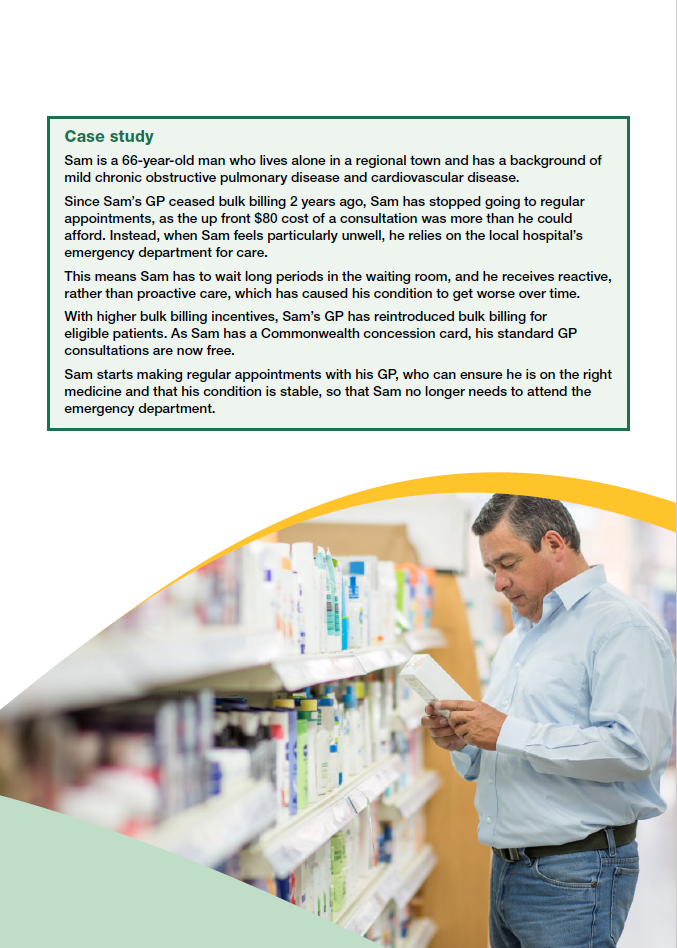 Case study
Sam is a 66-year-old man who lives alone in a regional town and has a background of
mild chronic obstructive pulmonary disease and cardiovascular disease.
Since Sam’s GP ceased bulk billing 2 years ago, Sam has stopped going to regular
appointments, as the up front $80 cost of a consultation was more than he could
afford. Instead, when Sam feels particularly unwell, he relies on the local hospital’s
emergency department for care.
This means Sam has to wait long periods in the waiting room, and he receives reactive,
rather than proactive care, which has caused his condition to get worse over time.
With higher bulk billing incentives, Sam’s GP has reintroduced bulk billing for
eligible patients. As Sam has a Commonwealth concession card, his standard GP
consultations are now free.
Sam starts making regular appointments with his GP, who can ensure he is on the right
medicine and that his condition is stable, so that Sam no longer needs to attend the
emergency department.